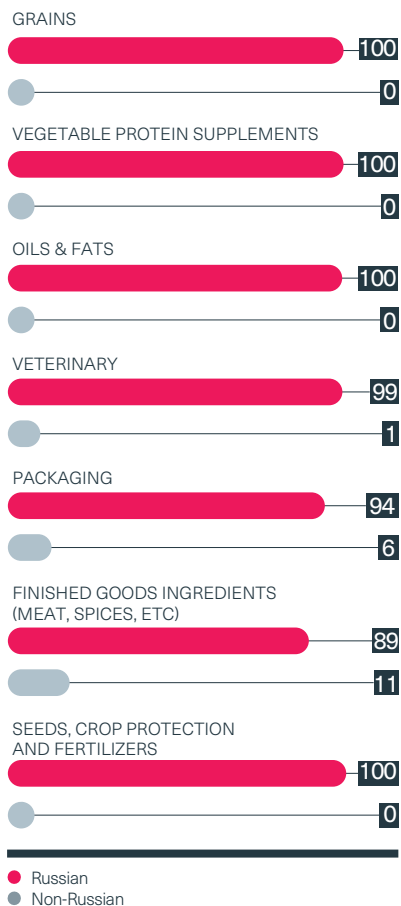 GRAINS
100
0
VEGETABLE PROTEIN SUPPLEMENTS
100
0
OILS & FATS
100
0
VETERINARY
99
1
PACKAGING
94
6
FINISHED GOODS INGREDIENTS
(MEAT, SPICES, ETC)
89
11
SEEDS, CROP PROTECTION
AND FERTILIZERS
100
0
Russian
Non-Russian